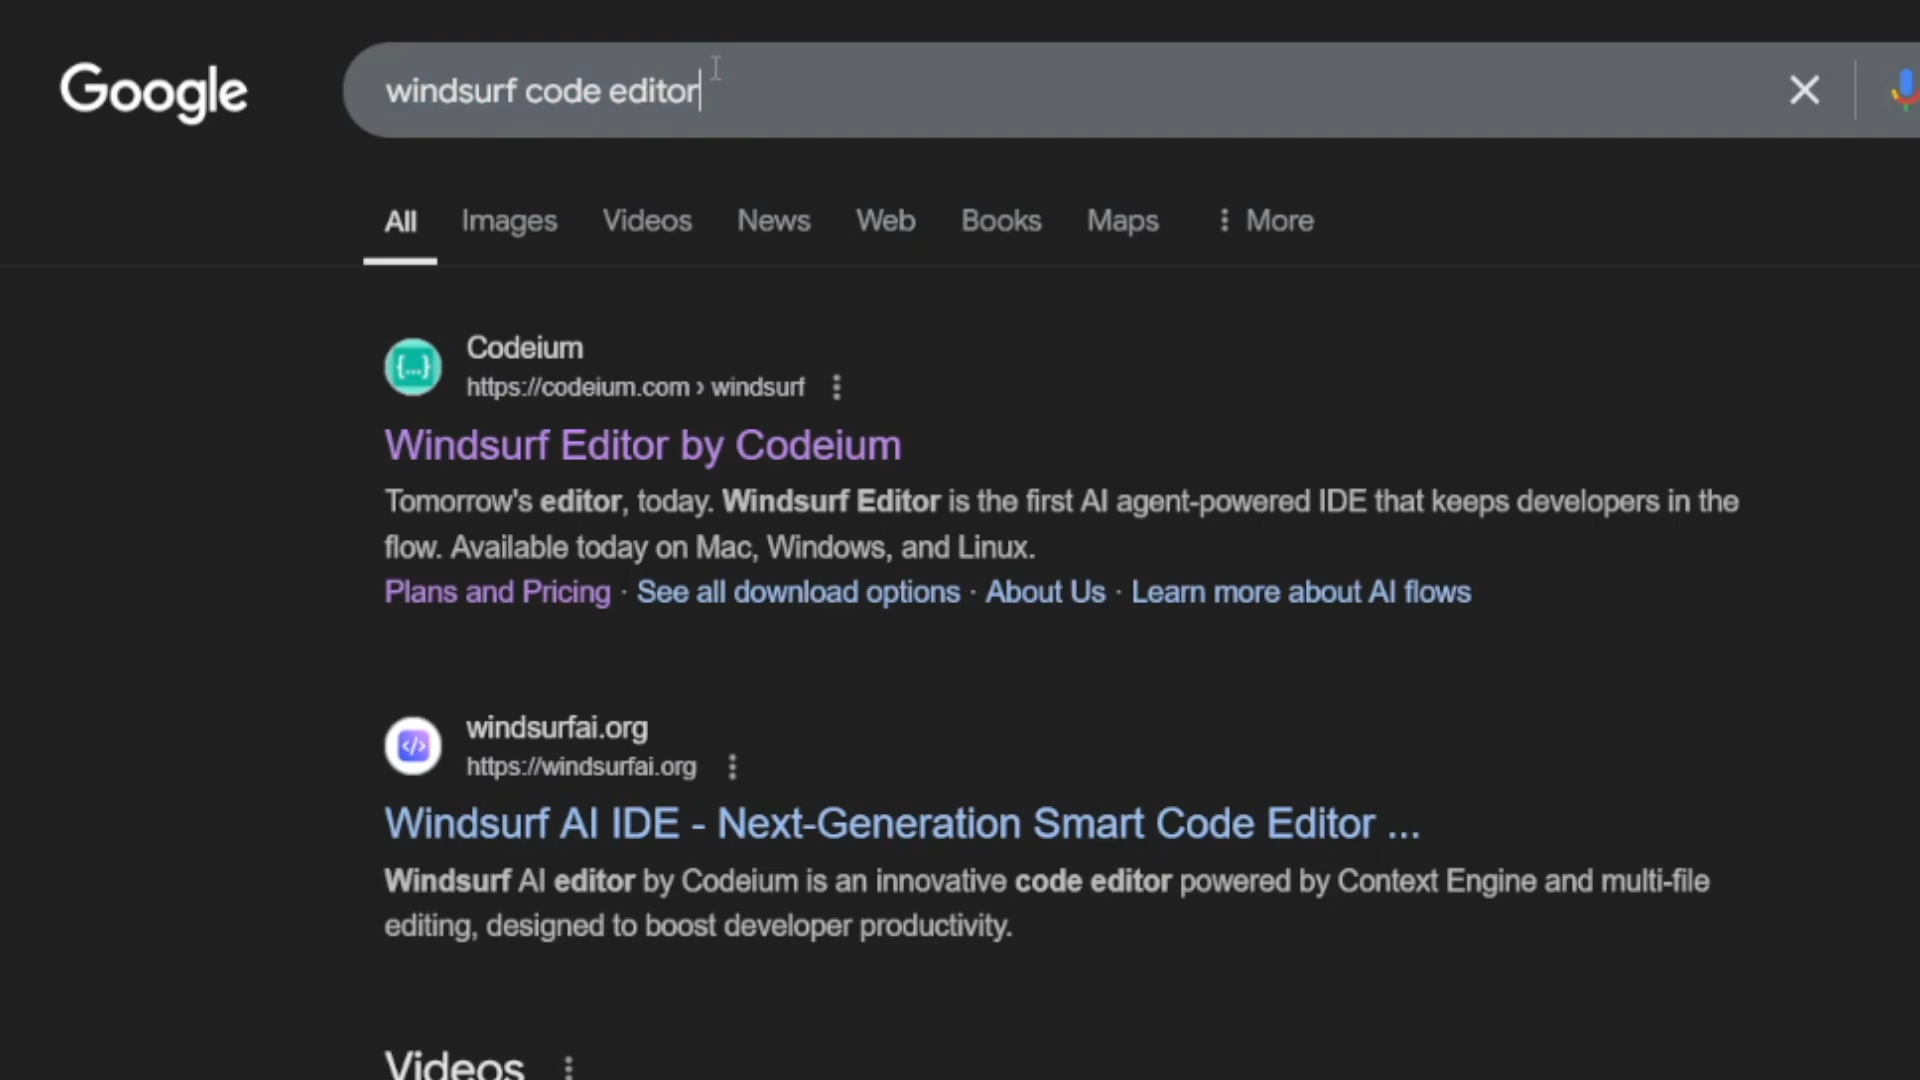 Google
windsurf code editor
All Images Videos News Web Books Maps More
Codeium
https://codeium.com › windsurf
Windsurf Editor by Codeium
Tomorrow's editor, today. Windsurf Editor is the first AI agent-powered IDE that keeps developers in the
flow. Available today on Mac, Windows, and Linux.
Plans and Pricing · See all download options · About Us · Learn more about AI flows
windsurfai.org
https://windsurfai.org
Windsurf AI IDE - Next-Generation Smart Code Editor ...
Windsurf AI editor by Codeium is an innovative code editor powered by Context Engine and multi-file
editing, designed to boost developer productivity.
Videos